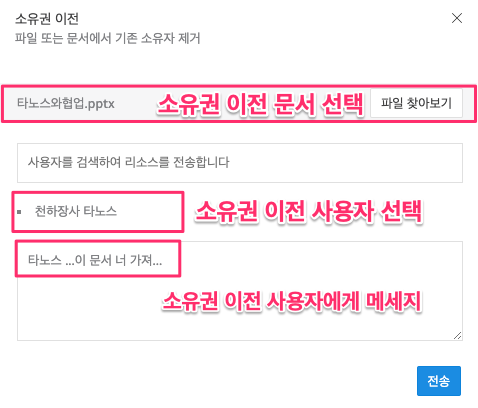 소유권 이전
파일 또는 문서에서 기존 소유자 제거
타노스와협업.pptx 소유권 이전 문서 선택 파일 찾아보기
사용자를 검색하여 리소스를 전송합니다
천하장사 타노스 소유권 이전 사용자 선택
타노스 ...이 문서 너 가져...
소유권 이전 사용자에게 메세지
전송